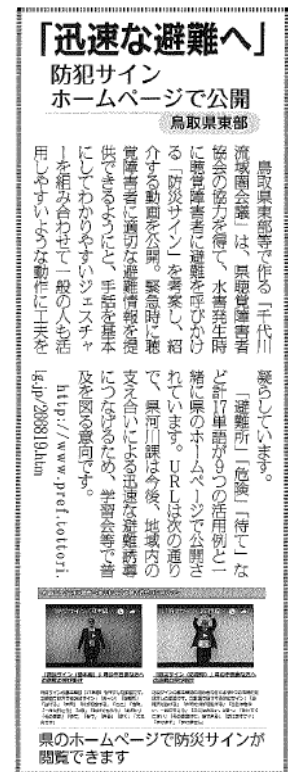 「迅速な避難へ」
防犯サイン
ホームページで公開
鳥取県東部
鳥取県東部等で作る「千代川
流域圏会議」は、県聴覚障害者
協会の協力を得て、水害発生時
に聴覚障害者に避難を呼びかけ
る「防災サイン」を考案し、紹
介する動画を公開。緊急時に聴
覚障害者に適切な避難情報を提
供できるようにと、手話を基本
にしてわかりやすいジェスチャ
ーを組み合わせて一般の人も活
用しやすいような動作に工夫を
凝らしています。
「避難所」「危険」「待て」な
ど計17単語が9つの活用例と一
緒に県のホームページで公開さ
れています。URLは次の通り
で、県河川課は今後、地域内の
支え合いによる迅速な避難誘導
につなげるため、学習会等で普
及を図る意向です。
http://www.pref.tottori.
lg.jp/266819.htm
県のホームページで防災サインが
閲覧できます